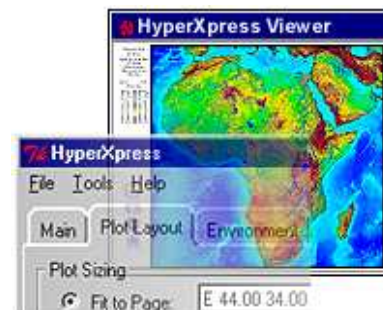 HyperXpress Viewer
HyperXpress
File Tools Help
Main Plot Layout Environment
Plot Sizing
Fit to Page: E 44.00 34.00